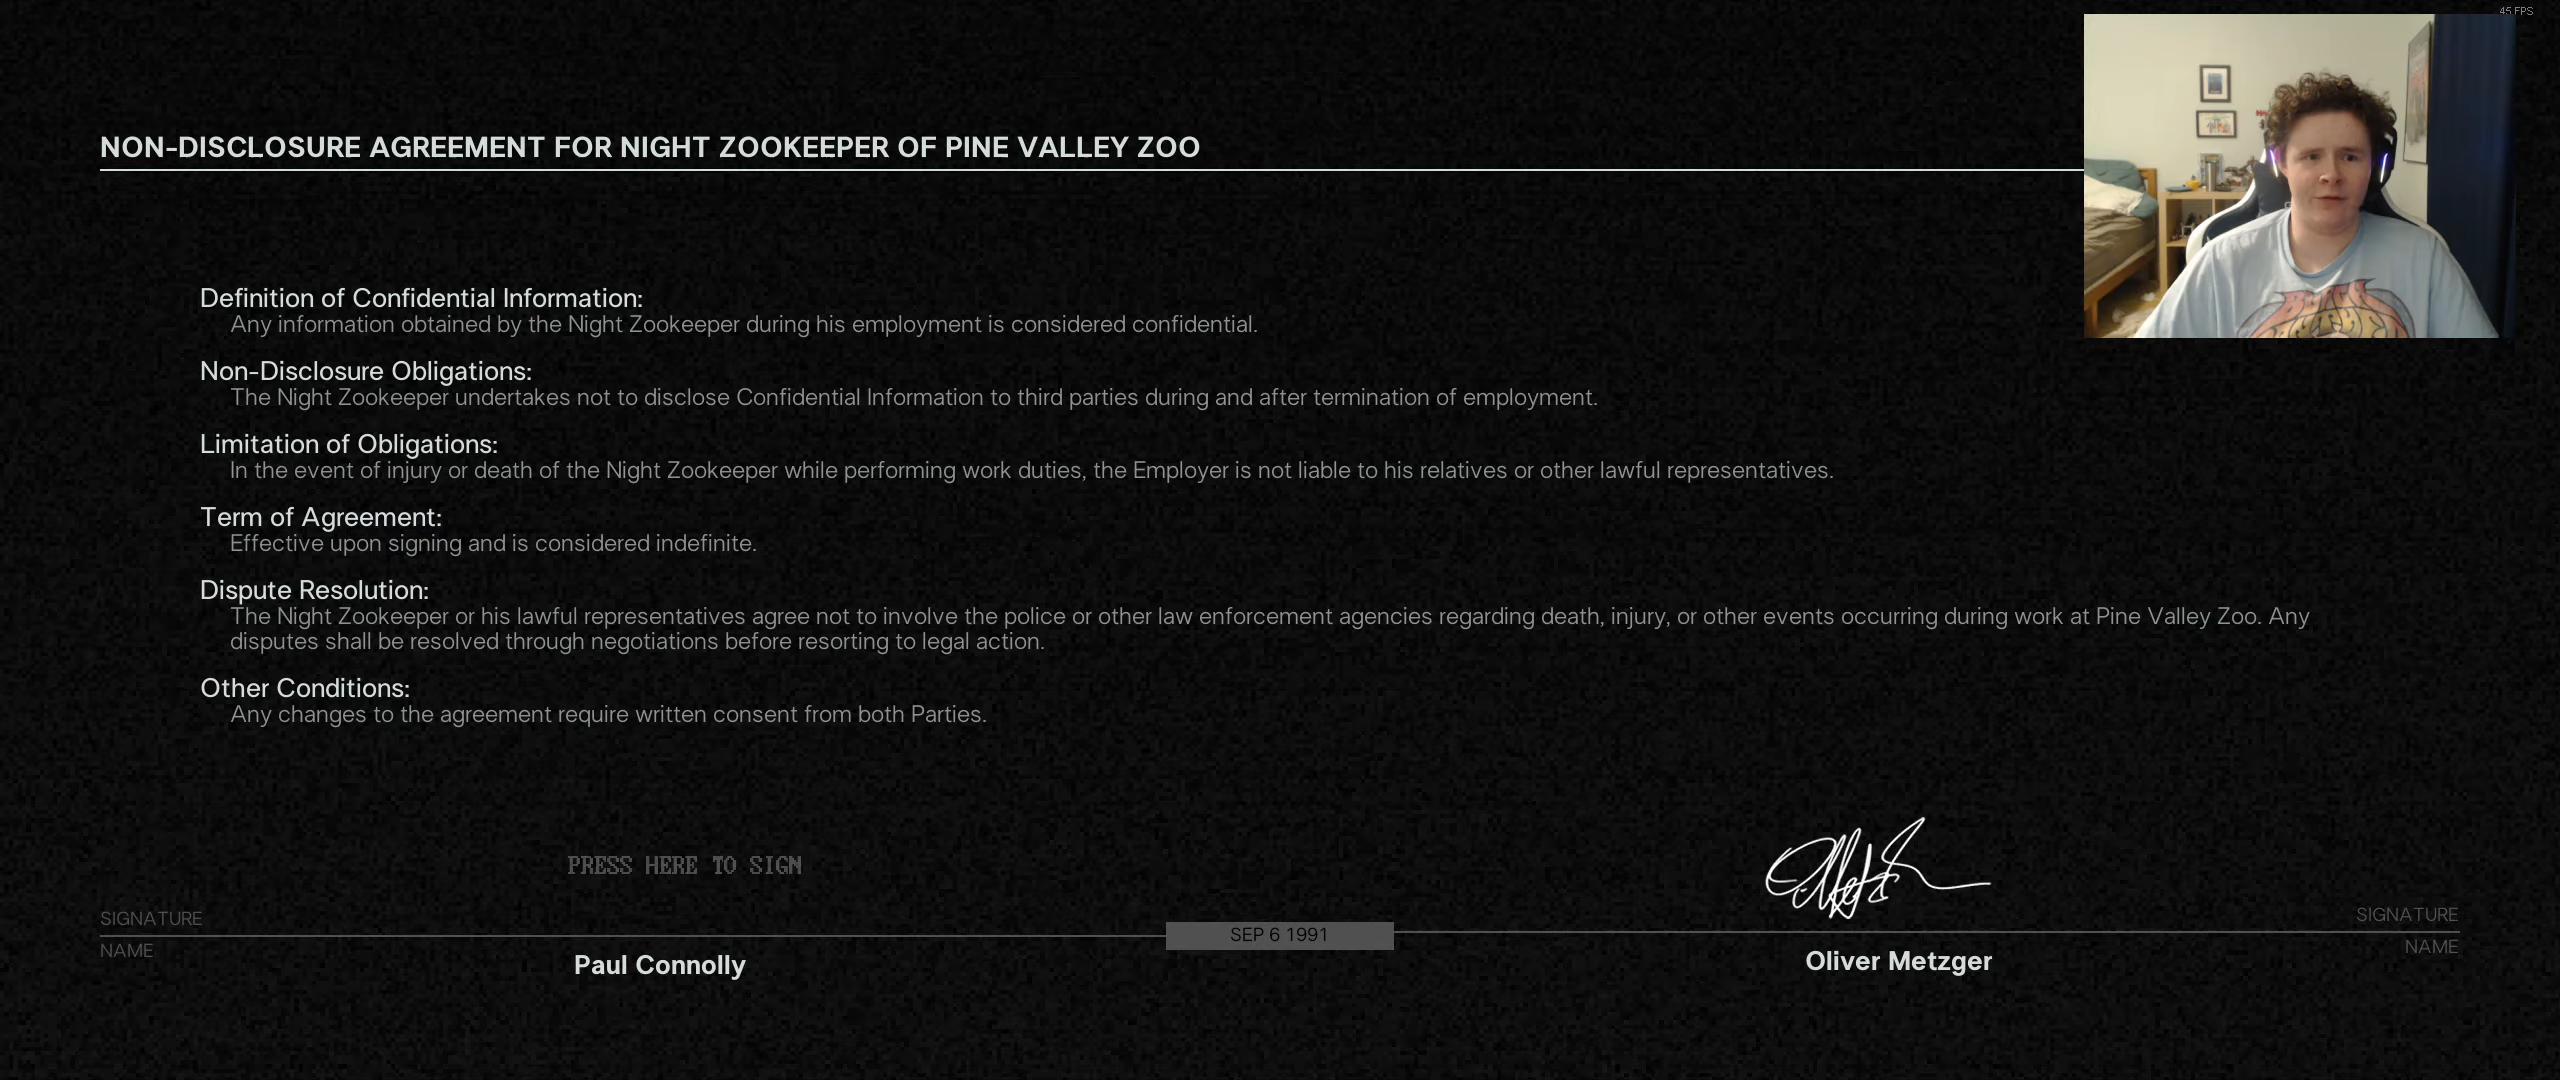 45 FPS
NON-DISCLOSURE AGREEMENT FOR NIGHT ZOOKEEPER OF PINE VALLEY ZOO
Definition of Confidential Information:
Any information obtained by the Night Zookeeper during his employment is considered confidential.
Non-Disclosure Obligations:
The Night Zookeeper undertakes not to disclose Confidential Information to third parties during and after termination of employment.
Limitation of Obligations:
In the event of injury or death of the Night Zookeeper while performing work duties, the Employer is not liable to his relatives or other lawful representatives.
Term of Agreement:
Effective upon signing and is considered indefinite.
Dispute Resolution:
The Night Zookeeper or his lawful representatives agree not to involve the police or other law enforcement agencies regarding death, injury, or other events occurring during work at Pine Valley Zoo. Any
disputes shall be resolved through negotiations before resorting to legal action.
Other Conditions:
Any changes to the agreement require written consent from both Parties.
PRESS HERE TO SIGN
SIGNATURE
NAME
Paul Connolly
SEP 6 1991
SIGNATURE
NAME
Oliver Metzger